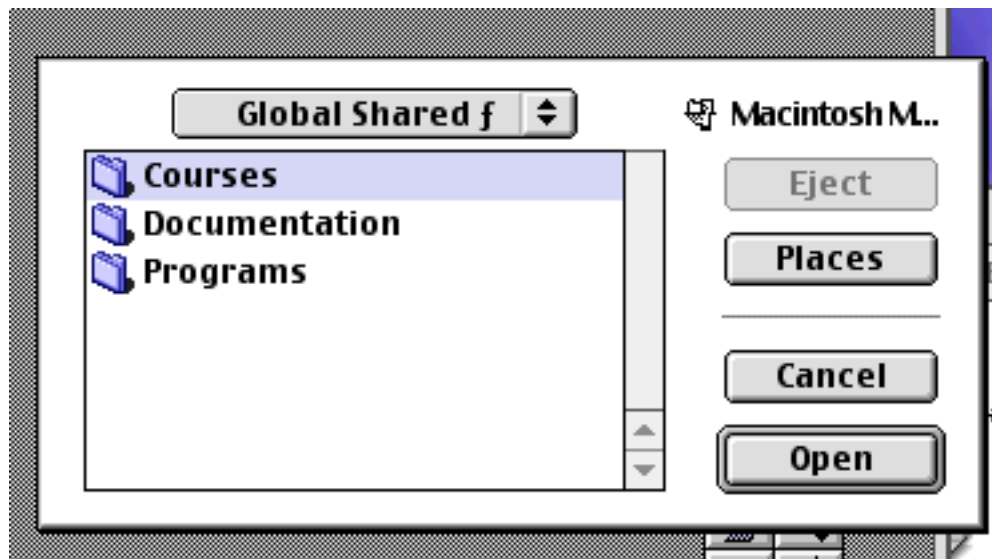 Global Shared ƒ
Macintosh M...
Courses
Documentation
Programs
Eject
Places
Cancel
Open